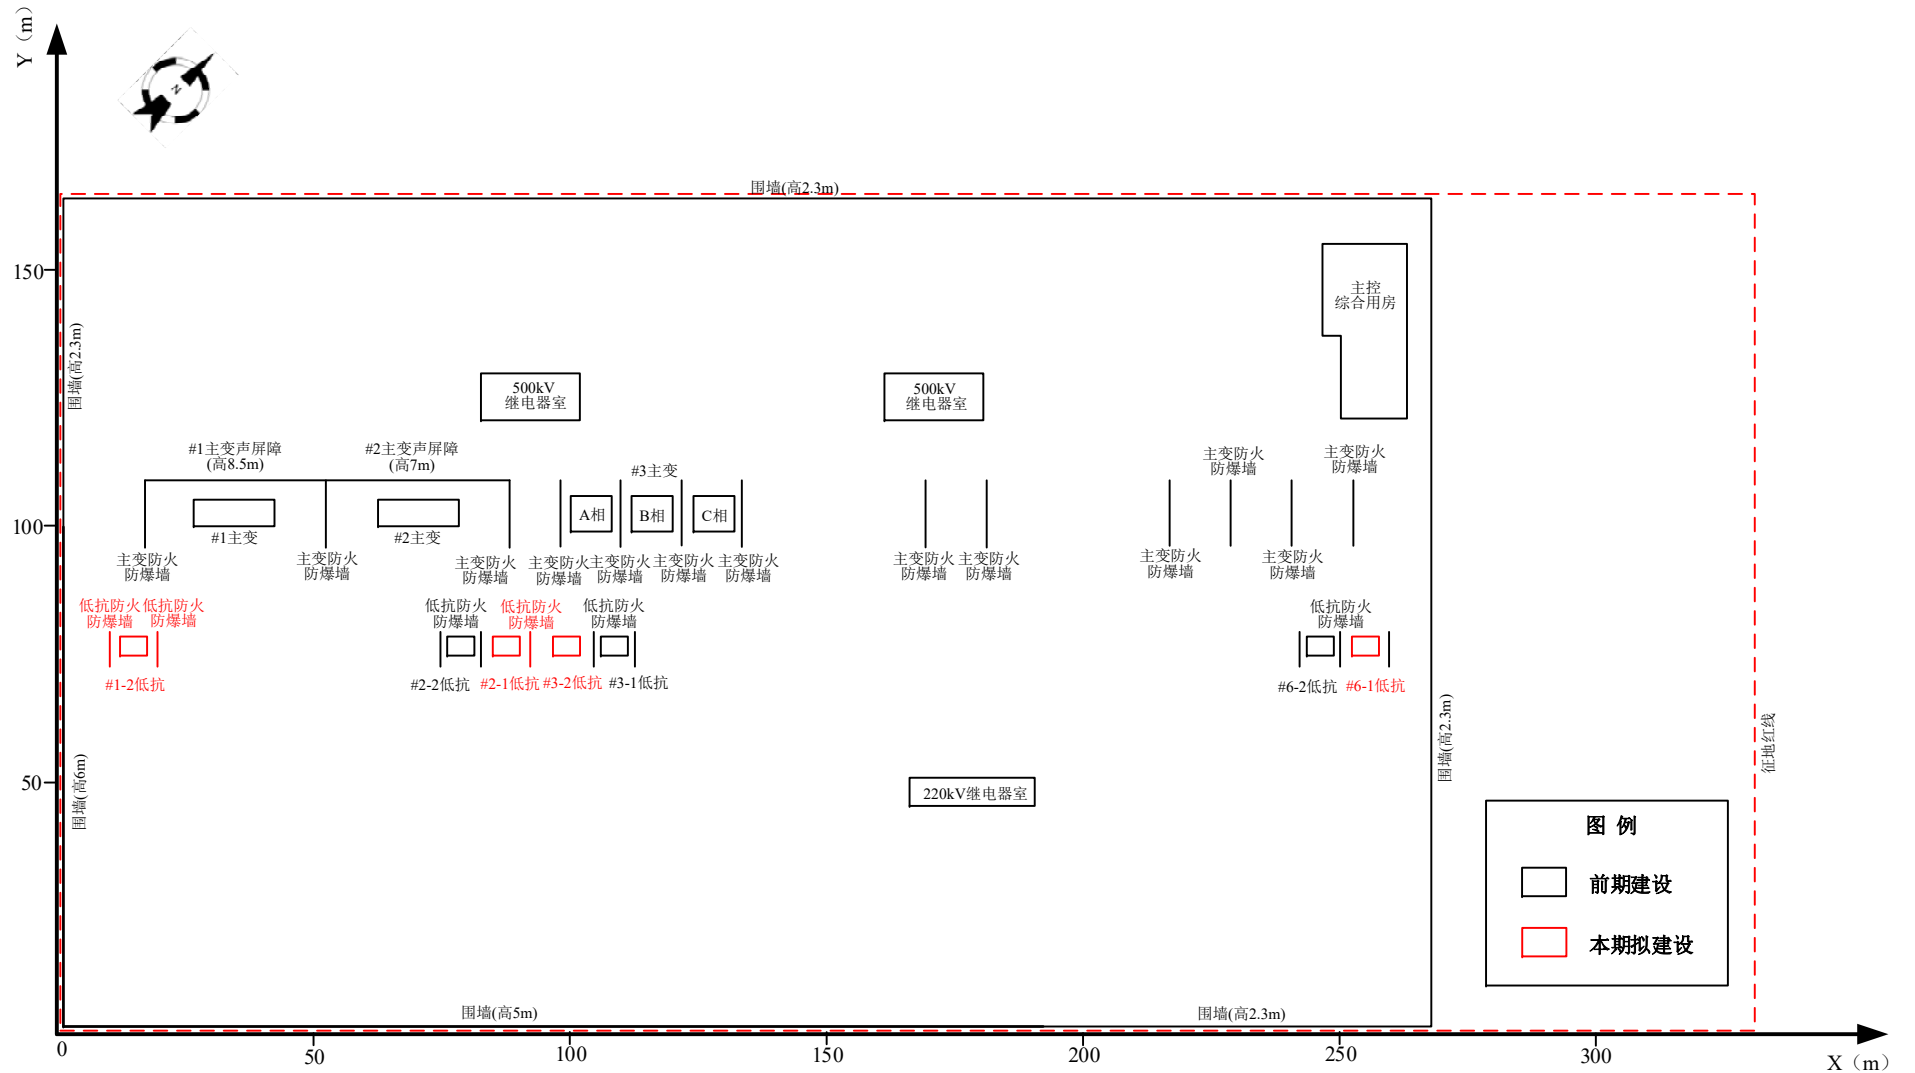 Y（m）
N
围墙(高2.3m)
150
主控
综合用房
围墙(高2.3m)
500kV
继电器室
500kV
继电器室
#1主变声屏障
(高8.5m)
#2主变声屏障
(高7m)
#3主变
主变防火
防爆墙
主变防火
防爆墙
100
#1主变
#2主变
A相
B相
C相
主变防火
防爆墙
主变防火
防爆墙
主变防火
防爆墙
主变防火
防爆墙
主变防火
防爆墙
主变防火
防爆墙
主变防火
防爆墙
主变防火
防爆墙
主变防火
防爆墙
主变防火
防爆墙
主变防火
防爆墙
低抗防火
防爆墙
低抗防火
防爆墙
低抗防火
防爆墙
低抗防火
防爆墙
低抗防火
防爆墙
低抗防火
防爆墙
#1-2低抗
#2-2低抗
#2-1低抗
#3-2低抗
#3-1低抗
#6-2低抗
#6-1低抗
围墙(高2.3m)
征地红线
50
围墙(高6m)
220kV继电器室
图 例
前期建设
本期拟建设
围墙(高5m)
围墙(高2.3m)
0
50
100
150
200
250
300
X（m）